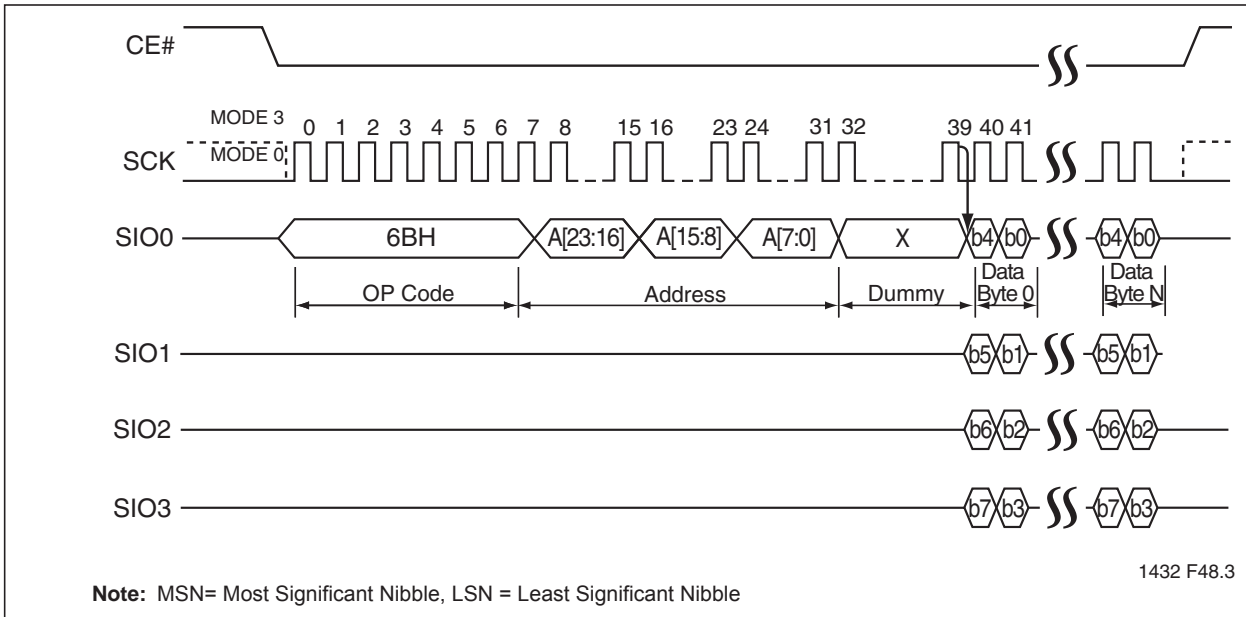 CE#
MODE 3
0 1 2 3 4 5 6 7 8 15 16 23 24 31 32 39 40 41
SCK
MODE 0
SIO0
6BH A[23:16] A[15:8] A[7:0] X b4 b0 b4 b0
OP Code Address Dummy Data Byte 0 Data Byte N
SIO1 b5 b1 b5 b1
SIO2 b6 b2 b6 b2
SIO3 b7 b3 b7 b3
1432 F48.3
Note: MSN= Most Significant Nibble, LSN = Least Significant Nibble